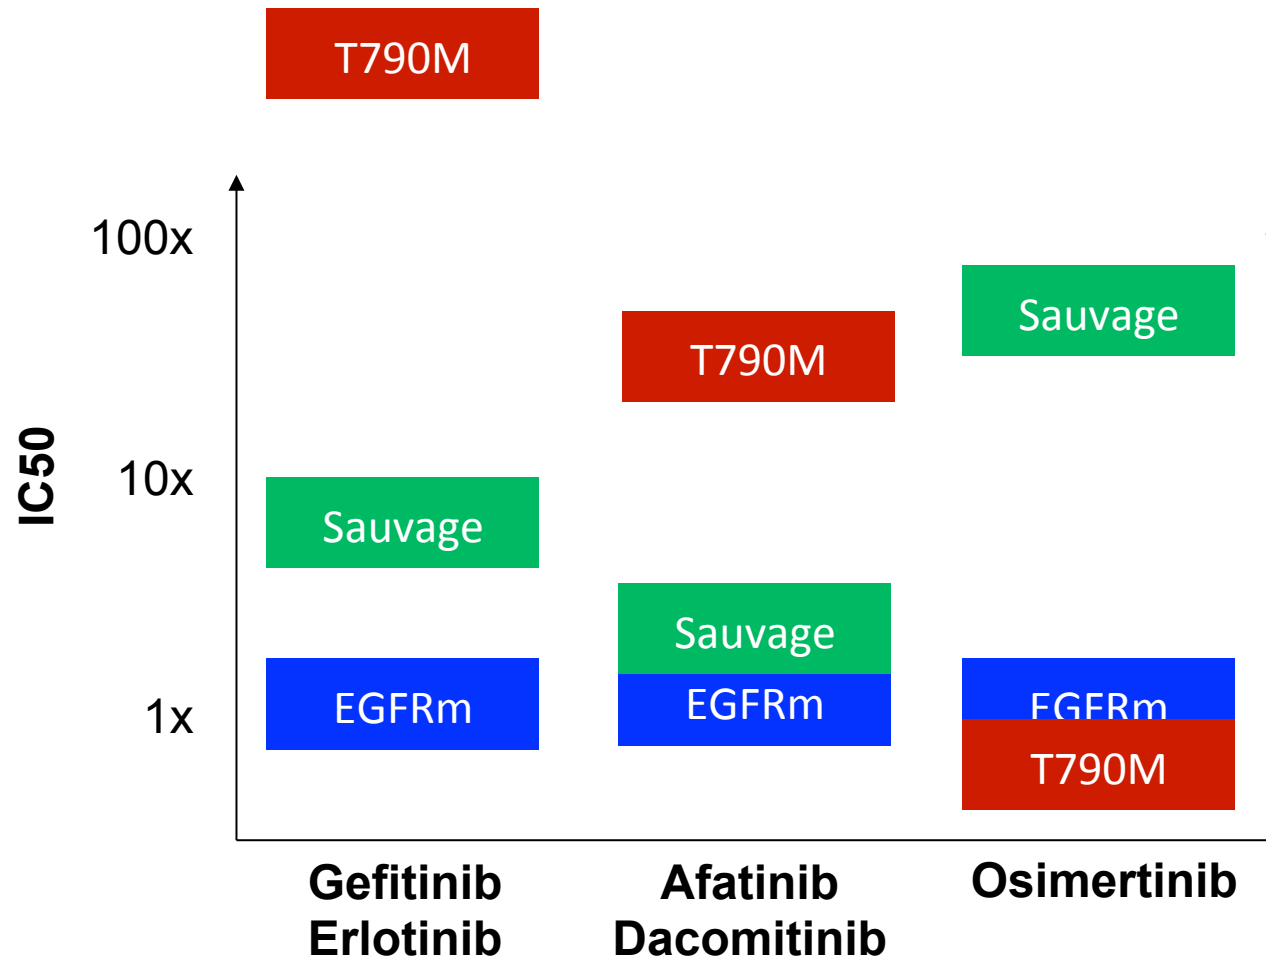 T790M
100x
Sauvage
T790M
IC50
10x
Sauvage
Sauvage
EGFRm
EGFRm
EGFRm
1x
T790M
Gefitinib
Erlotinib
Afatinib
Dacomitinib
Osimertinib